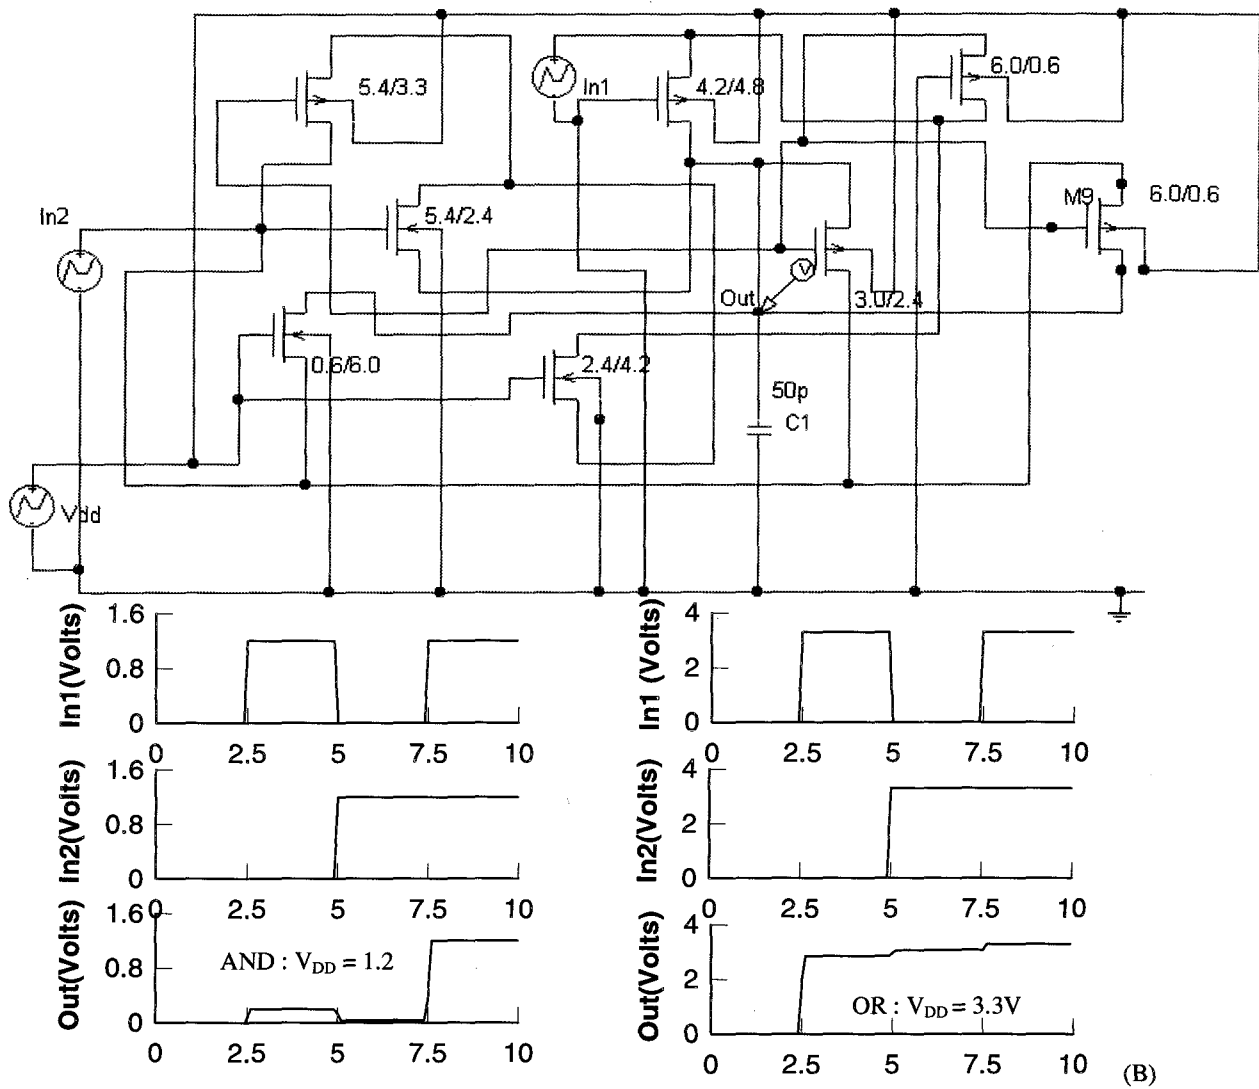 5.4/3.3
In1
4.2/4.8
6.0/0.6
In2
5.4/2.4
M9
6.0/0.6
V
Out
3.0/2.4
0.6/6.0
2.4/4.2
50p
C1
Vdd
In1(Volts)
1.6
0.8
0
0 2.5 5 7.5 10
In1 (Volts)
4
2
0
0 2.5 5 7.5 10
In2(Volts)
1.6
0.8
0
0 2.5 5 7.5 10
In2(Volts)
4
2
0
0 2.5 5 7.5 10
Out(Volts)
1.6
0.8
0
AND : VDD = 1.2
0 2.5 5 7.5 10
Out(Volts)
4
2
0
OR : VDD = 3.3V
0 2.5 5 7.5 10
(B)